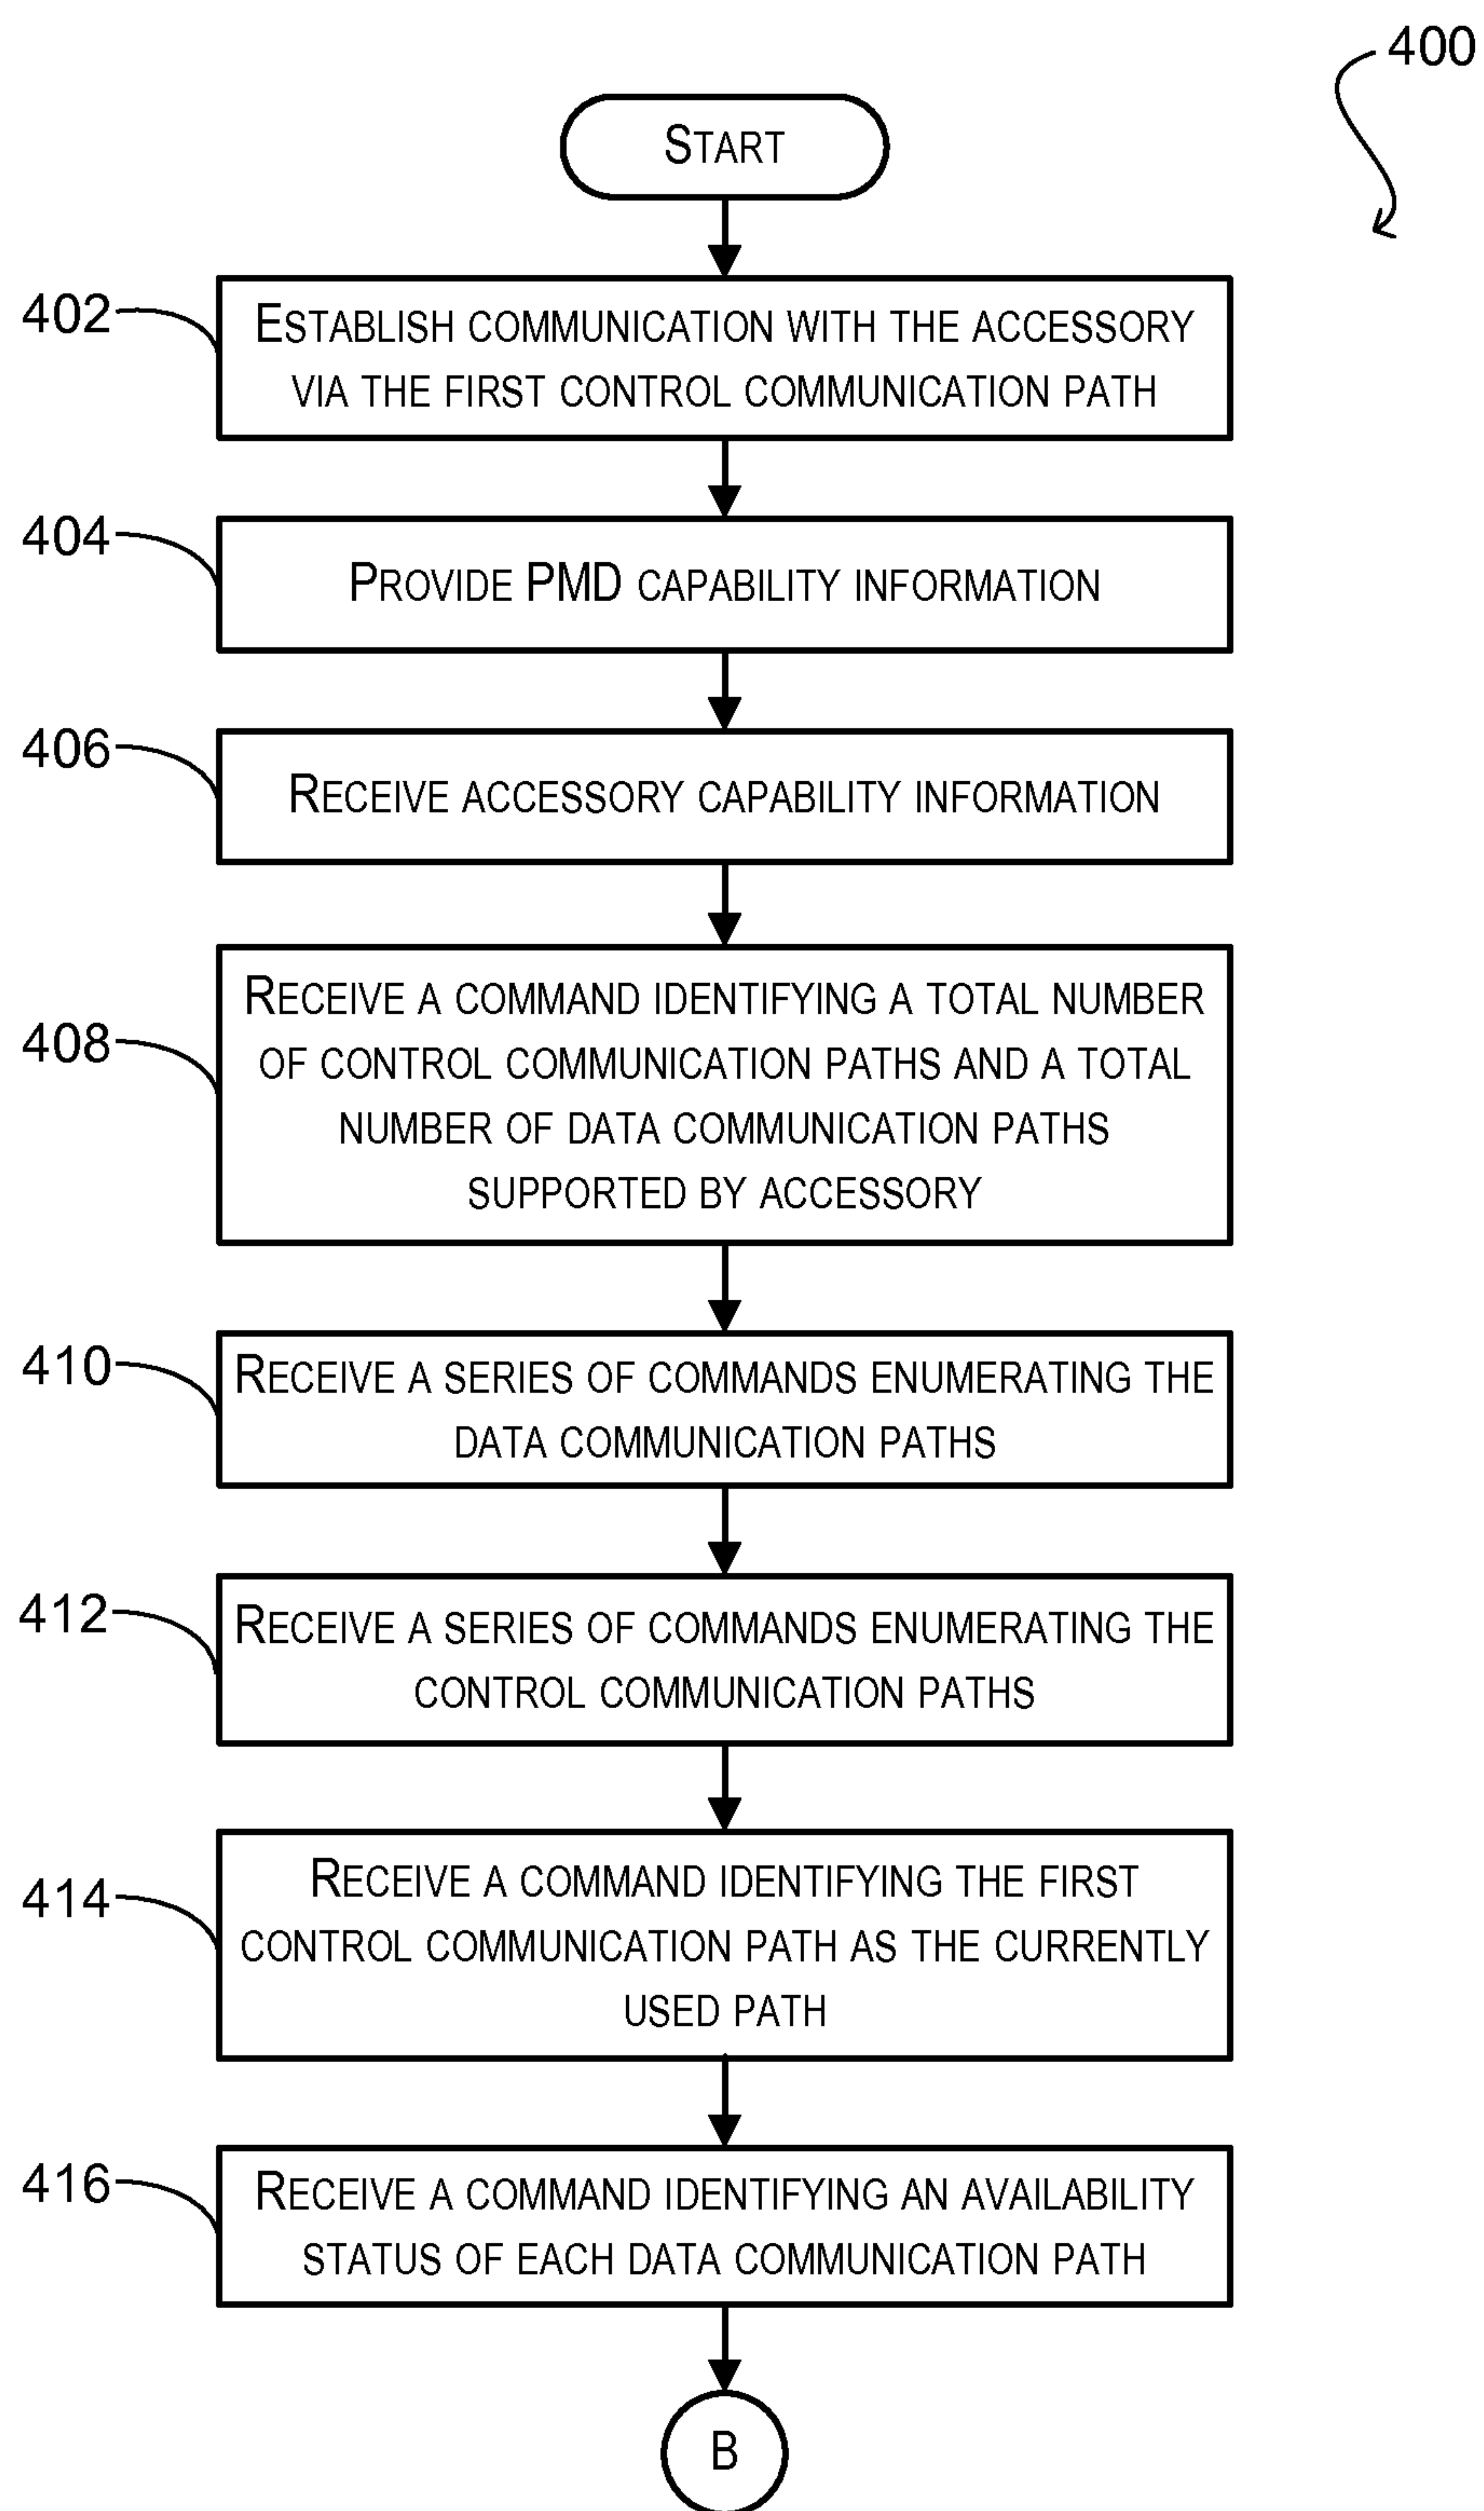 400
START
402
ESTABLISH COMMUNICATION WITH THE ACCESSORY
VIA THE FIRST CONTROL COMMUNICATION PATH
404
PROVIDE PMD CAPABILITY INFORMATION
406
RECEIVE ACCESSORY CAPABILITY INFORMATION
408
RECEIVE A COMMAND IDENTIFYING A TOTAL NUMBER
OF CONTROL COMMUNICATION PATHS AND A TOTAL
NUMBER OF DATA COMMUNICATION PATHS
SUPPORTED BY ACCESSORY
410
RECEIVE A SERIES OF COMMANDS ENUMERATING THE
DATA COMMUNICATION PATHS
412
RECEIVE A SERIES OF COMMANDS ENUMERATING THE
CONTROL COMMUNICATION PATHS
414
RECEIVE A COMMAND IDENTIFYING THE FIRST
CONTROL COMMUNICATION PATH AS THE CURRENTLY
USED PATH
416
RECEIVE A COMMAND IDENTIFYING AN AVAILABILITY
STATUS OF EACH DATA COMMUNICATION PATH
B